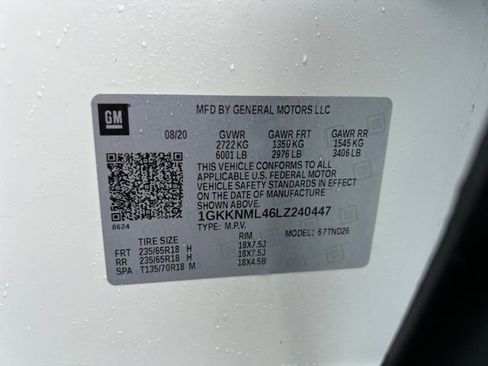 GM
MFD BY GENERAL MOTORS LLC
08/20 GVWR GAWR FRT GAWR RR
2722 KG 1350 KG 1545 KG
6001 LB 2976 LB 3406 LB
THIS VEHICLE CONFORMS TO ALL
APPLICABLE U.S. FEDERAL MOTOR
VEHICLE SAFETY STANDARDS IN EFFECT
ON THE DATE OF MANUFACTURE
SHOWN ABOVE.
1GKKNML46LZ240447
8624 TYPE: M.P.V. MODEL: 6TND26
TIRE SIZE RIM
FRT 235/65R18 H 18X7.5J
RR 235/65R18 H 18X7.5J
SPA T135/70R18 M 18X4.5B